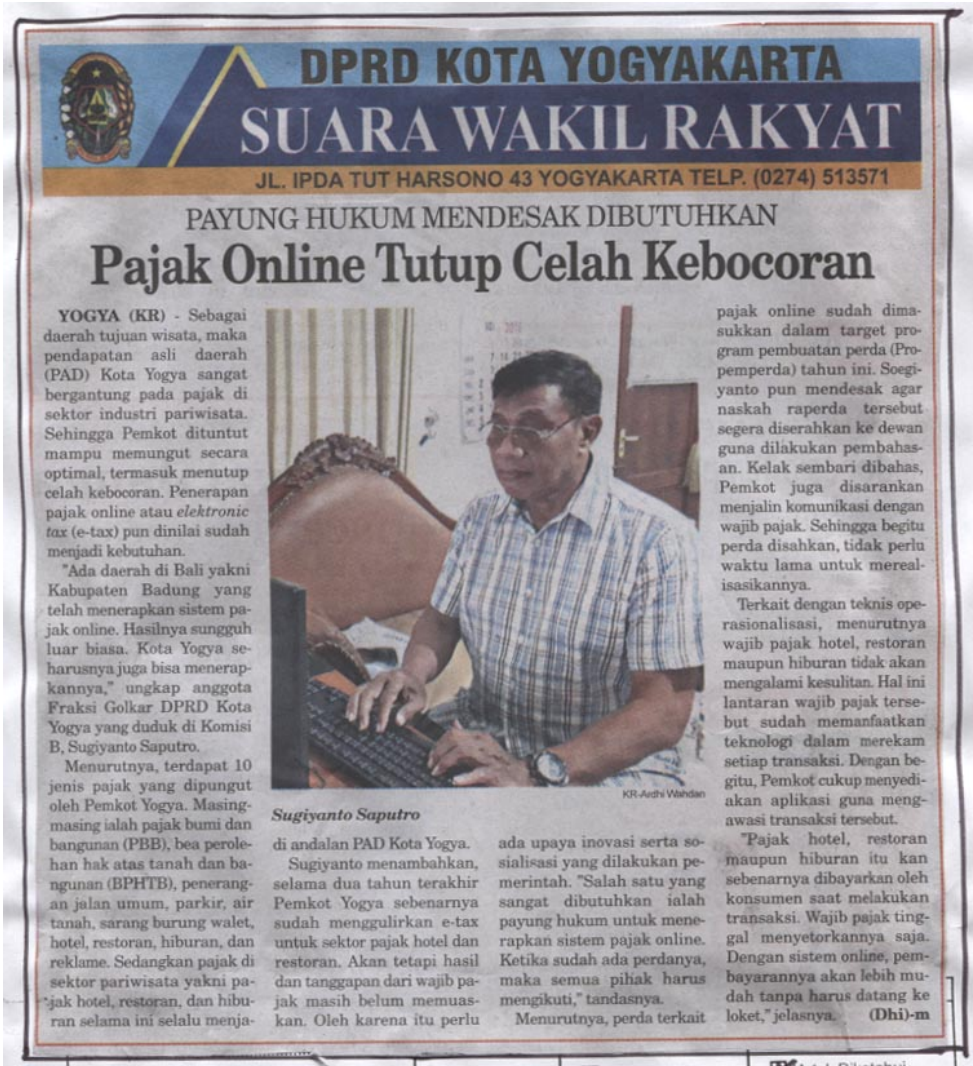 DPRD KOTA YOGYAKARTA
SUARA WAKIL RAKYAT
JL. IPDA TUT HARSONO 43 YOGYAKARTA TELP. (0274) 513571
PAYUNG HUKUM MENDESAK DIBUTUHKAN
Pajak Online Tutup Celah Kebocoran
YOGYA (KR) - Sebagai
daerah tujuan wisata, maka
pendapatan asli daerah
(PAD) Kota Yogya sangat
bergantung pada pajak di
sektor industri pariwisata.
Sehingga Pemkot dituntut
mampu memungut secara
optimal, termasuk menutup
celah kebocoran. Penerapan
pajak online atau elektronic
tax (e-tax) pun dinilai sudah
menjadi kebutuhan.
"Ada daerah di Bali yakni
Kabupaten Badung yang
telah menerapkan sistem pa-
jak online. Hasilnya sungguh
luar biasa. Kota Yogya se-
harusnya juga bisa menerap-
kannya," ungkap anggota
Fraksi Golkar DPRD Kota
Yogya yang duduk di Komisi
B, Sugiyanto Saputro.
Menurutnya, terdapat 10
jenis pajak yang dipungut
oleh Pemkot Yogya. Masing-
masing ialah pajak bumi dan
bangunan (PBB), bea perole-
han hak atas tanah dan ba-
ngunan (BPHTB), penerang-
an jalan umum, parkir, air
tanah, sarang burung walet,
hotel, restoran, hiburan, dan
reklame. Sedangkan pajak di
sektor pariwisata yakni pa-
jak hotel, restoran, dan hibu-
ran selama ini selalu menja-
KR-Ardhi Wahdan
Sugiyanto Saputro
di andalan PAD Kota Yogya.
Sugiyanto menambahkan,
selama dua tahun terakhir
Pemkot Yogya sebenarnya
sudah menggulirkan e-tax
untuk sektor pajak hotel dan
restoran. Akan tetapi hasil
dan tanggapan dari wajib pa-
jak masih belum memuas-
kan. Oleh karena itu perlu
ada upaya inovasi serta so-
sialisasi yang dilakukan pe-
merintah. "Salah satu yang
sangat dibutuhkan ialah
payung hukum untuk mene-
rapkan sistem pajak online.
Ketika sudah ada perdanya,
maka semua pihak harus
mengikuti," tandasnya.
Menurutnya, perda terkait
pajak online sudah dima-
sukkan dalam target pro-
gram pembuatan perda (Pro-
pemperda) tahun ini. Soegi-
yanto pun mendesak agar
naskah raperda tersebut
segera diserahkan ke dewan
guna dilakukan pembahas-
an. Kelak sembari dibahas,
Pemkot juga disarankan
menjalin komunikasi dengan
wajib pajak. Sehingga begitu
perda disahkan, tidak perlu
waktu lama untuk mereal-
isasikannya.
Terkait dengan teknis ope-
rasionalisasi, menurutnya
wajib pajak hotel, restoran
maupun hiburan tidak akan
mengalami kesulitan. Hal ini
lantaran wajib pajak terse-
but sudah memanfaatkan
teknologi dalam merekam
setiap transaksi. Dengan be-
gitu, Pemkot cukup menyedi-
akan aplikasi guna meng-
awasi transaksi tersebut.
"Pajak hotel, restoran
maupun hiburan itu kan
sebenarnya dibayarkan oleh
konsumen saat melakukan
transaksi. Wajib pajak ting-
gal menyetorkannya saja.
Dengan sistem online, pem-
bayarannya akan lebih mu-
dah tanpa harus datang ke
loket," jelasnya. (Dhi)-m